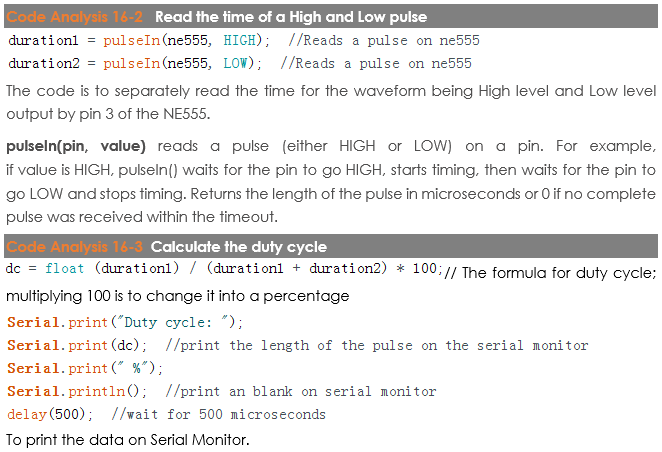 Code Analysis 16-2 Read the time of a High and Low pulse
duration1 = pulseIn(ne555, HIGH); //Reads a pulse on ne555
duration2 = pulseIn(ne555, LOW); //Reads a pulse on ne555
The code is to separately read the time for the waveform being High level and Low level
output by pin 3 of the NE555.
pulseIn(pin, value) reads a pulse (either HIGH or LOW) on a pin. For example,
if value is HIGH, pulseIn() waits for the pin to go HIGH, starts timing, then waits for the pin to
go LOW and stops timing. Returns the length of the pulse in microseconds or 0 if no complete
pulse was received within the timeout.
Code Analysis 16-3 Calculate the duty cycle
dc = float (duration1) / (duration1 + duration2) * 100;// The formula for duty cycle;
multiplying 100 is to change it into a percentage
Serial.print("Duty cycle: ");
Serial.print(dc); //print the length of the pulse on the serial monitor
Serial.print(" %");
Serial.println(); //print an blank on serial monitor
delay(500); //wait for 500 microseconds
To print the data on Serial Monitor.